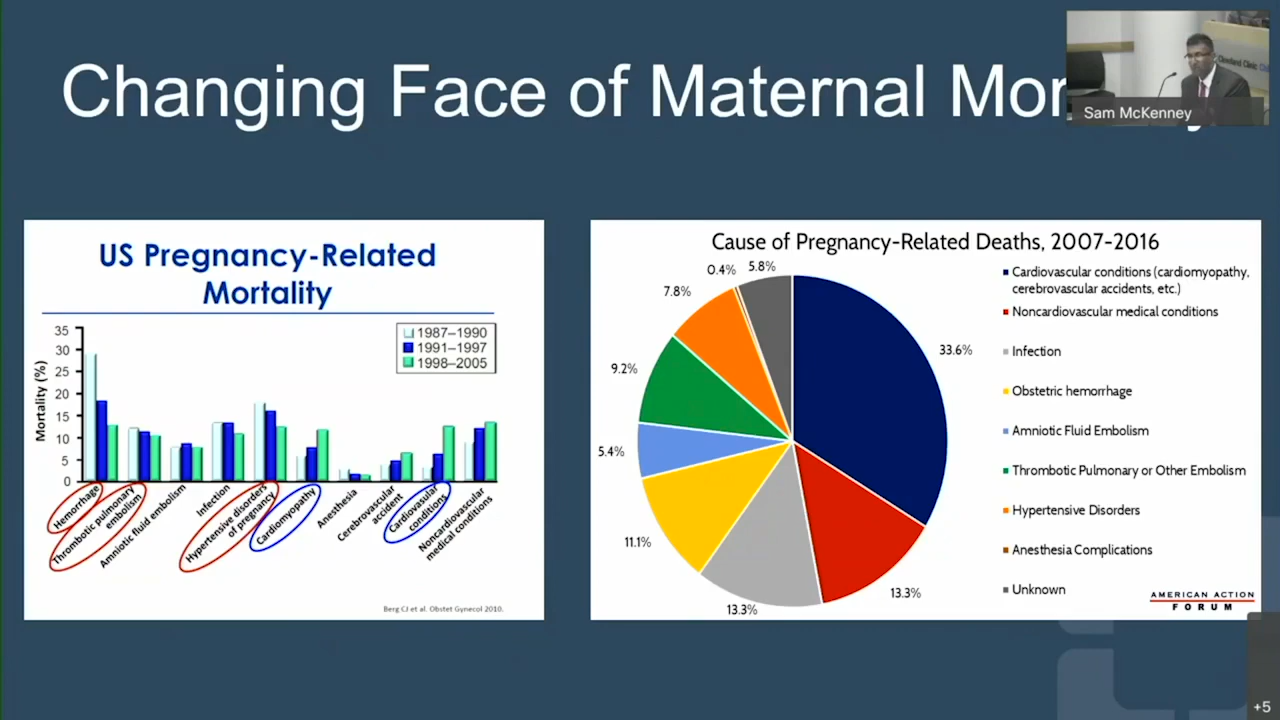 Changing Face of Maternal Mor
Sam McKenney
Cleveland Clinic
US Pregnancy-Related
Mortality
Mortality (%)
35
30
25
20
15
10
5
0
1987–1990
1991–1997
1998–2005
Hemorrhage
Thrombotic pulmonary
embolism
Amniotic fluid embolism
Infection
Hypertensive disorders
of pregnancy
Cardiomyopathy
Anesthesia
Cerebrovascular
accident
Cardiovascular
conditions
Noncardiovascular
medical conditions
Berg CJ et al. Obstet Gynecol 2010.
Cause of Pregnancy-Related Deaths, 2007-2016
33.6%
13.3%
13.3%
11.1%
5.4%
9.2%
7.8%
0.4%
5.8%
Cardiovascular conditions (cardiomyopathy,
cerebrovascular accidents, etc.)
Noncardiovascular medical conditions
Infection
Obstetric hemorrhage
Amniotic Fluid Embolism
Thrombotic Pulmonary or Other Embolism
Hypertensive Disorders
Anesthesia Complications
Unknown
AMERICAN ACTION
FORUM
+5